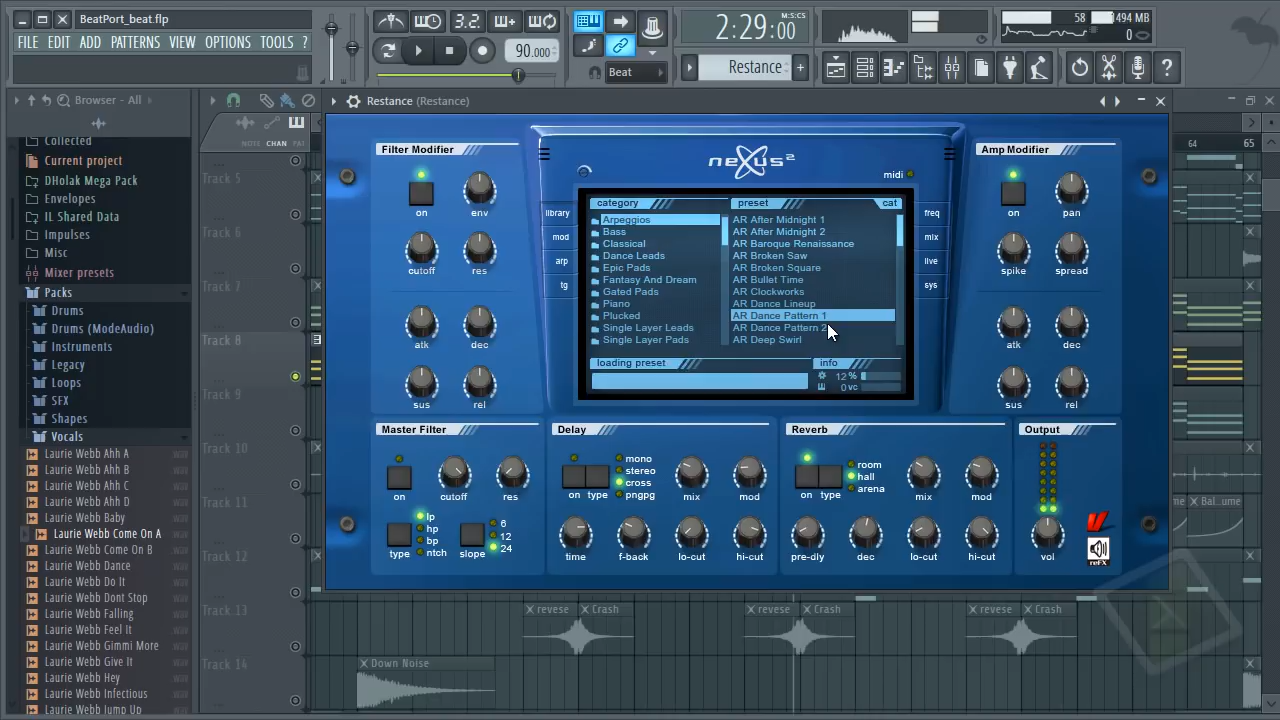 BeatPort_beat.flp
FILE EDIT ADD PATTERNS VIEW OPTIONS TOOLS ?
3.2.
90.000
Beat
2:29:00
M:S:CS
Restance
58
494 MB
0
Browser - All
Restance (Restance)
NOTE CHAN PAT
64
65
Collected
Current project
DHolak Mega Pack
Envelopes
IL Shared Data
Impulses
Misc
Mixer presets
Packs
Drums
Drums (ModeAudio)
Instruments
Legacy
Loops
SFX
Shapes
Vocals
Laurie Webb Ahh A
Laurie Webb Ahh B
Laurie Webb Ahh C
Laurie Webb Ahh D
Laurie Webb Baby
Laurie Webb Come On A
Laurie Webb Come On B
Laurie Webb Dance
Laurie Webb Do It
Laurie Webb Dont Stop
Laurie Webb Falling
Laurie Webb Feel It
Laurie Webb Gimmi More
Laurie Webb Give It
Laurie Webb Hey
Laurie Webb Infectious
Laurie Webb Jump Up
Track 5
Track 6
Track 7
Track 8
Track 9
Track 10
Track 11
Track 12
Track 13
Track 14
Filter Modifier
on env
cutoff res
atk dec
sus rel
nexus2
midi
library
mod
arp
tg
freq
mix
live
sys
category
Arpeggios
Bass
Classical
Dance Leads
Epic Pads
Fantasy And Dream
Gated Pads
Piano
Plucked
Single Layer Leads
Single Layer Pads
preset cat
AR After Midnight 1
AR After Midnight 2
AR Baroque Renaissance
AR Broken Saw
AR Broken Square
AR Bullet Time
AR Clockworks
AR Dance Lineup
AR Dance Pattern 1
AR Dance Pattern 2
AR Deep Swirl
loading preset
info
12 %
0 vc
Amp Modifier
on pan
spike spread
atk dec
sus rel
Master Filter
on cutoff res
lp
hp
bp
ntch
type
slope
6
12
24
Delay
mono
stereo
cross
pngpg
on type mix mod
time f-back lo-cut hi-cut
Reverb
room
hall
arena
on type mix mod
pre-dly dec lo-cut hi-cut
Output
vol
reFX
Bal...ume
revese Crash
revese Crash
revese Crash
Down Noise